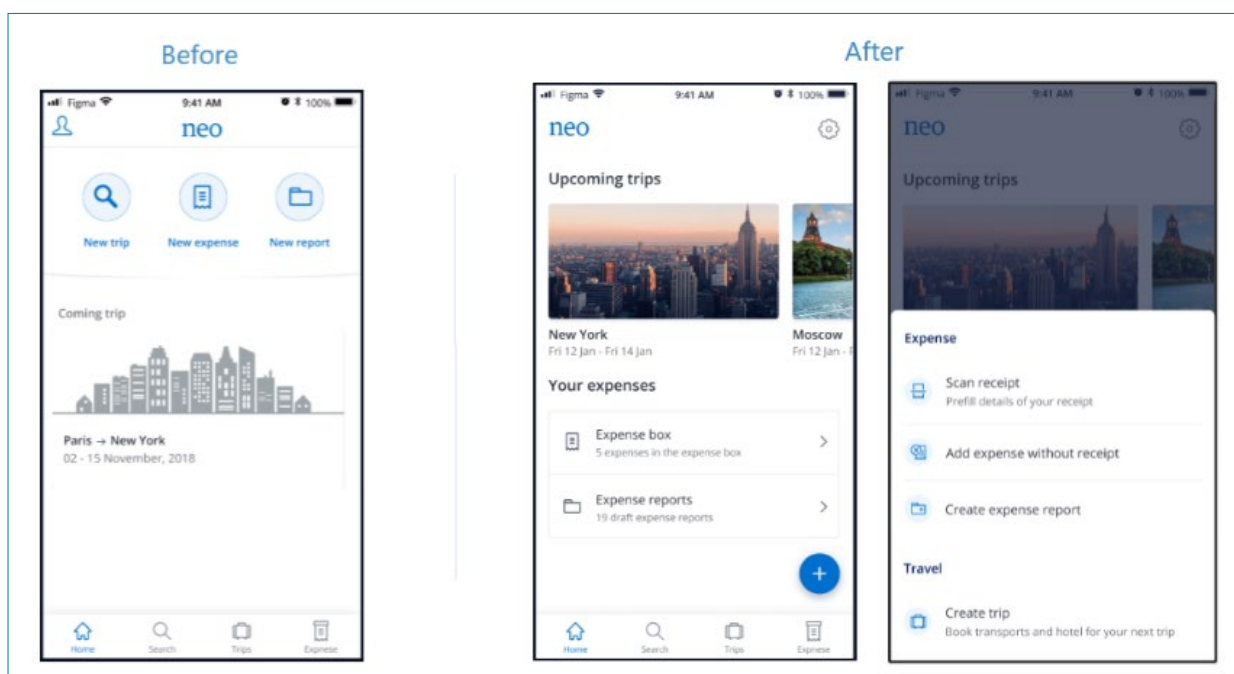 Before
Figma 9:41 AM 100%
neo
New trip New expense New report
Coming trip
Paris → New York
02 - 15 November, 2018
Home Search Trips Expnese
After
Figma 9:41 AM 100%
neo
Upcoming trips
New York
Fri 12 Jan - Fri 14 Jan
Moscow
Fri 12 Jan - F
Your expenses
Expense box
5 expenses in the expense box
Expense reports
19 draft expense reports
+
Home Search Trips Expnese
Figma 9:41 AM 100%
neo
Upcoming trips
Expense
Scan receipt
Prefill details of your receipt
Add expense without receipt
Create expense report
Travel
Create trip
Book transports and hotel for your next trip